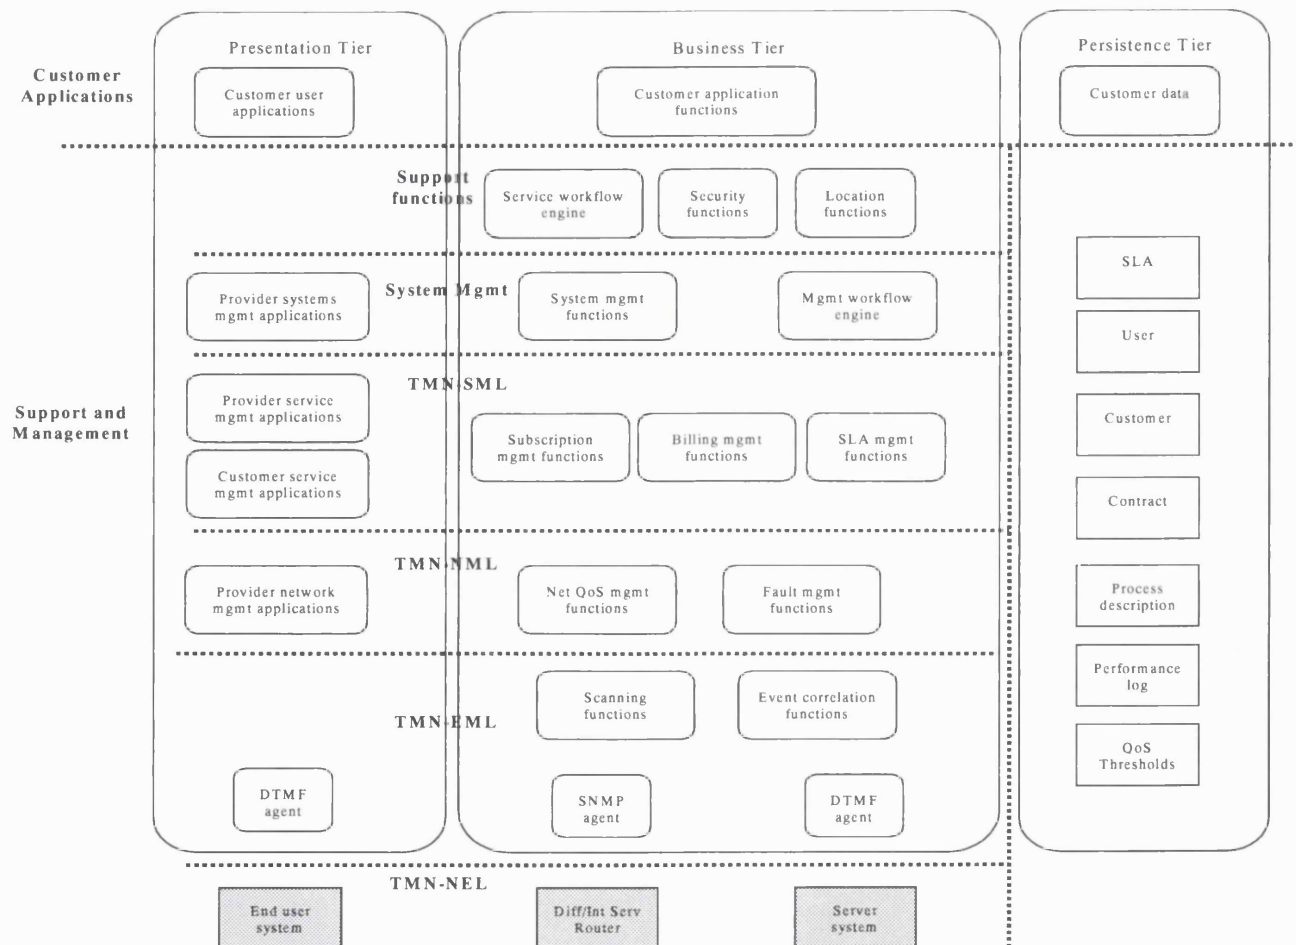 Presentation Tier
Business Tier
Persistence Tier
Customer
Applications
Customer user
applications
Customer application
functions
Customer data
Support
functions
Service workflow
engine
Security
functions
Location
functions
SLA
System Mgmt
Provider systems
mgmt applications
System mgmt
functions
Mgmt workflow
engine
User
TMN-SML
Support and
Management
Provider service
mgmt applications
Customer service
mgmt applications
Subscription
mgmt functions
Billing mgmt
functions
SLA mgmt
functions
Customer
Contract
TMN-NML
Provider network
mgmt applications
Net QoS mgmt
functions
Fault mgmt
functions
Process
description
TMN-EML
Scanning
functions
Event correlation
functions
Performance
log
QoS
Thresholds
DTMF
agent
SNMP
agent
DTMF
agent
TMN-NEL
End user
system
Diff/Int Serv
Router
Server
system